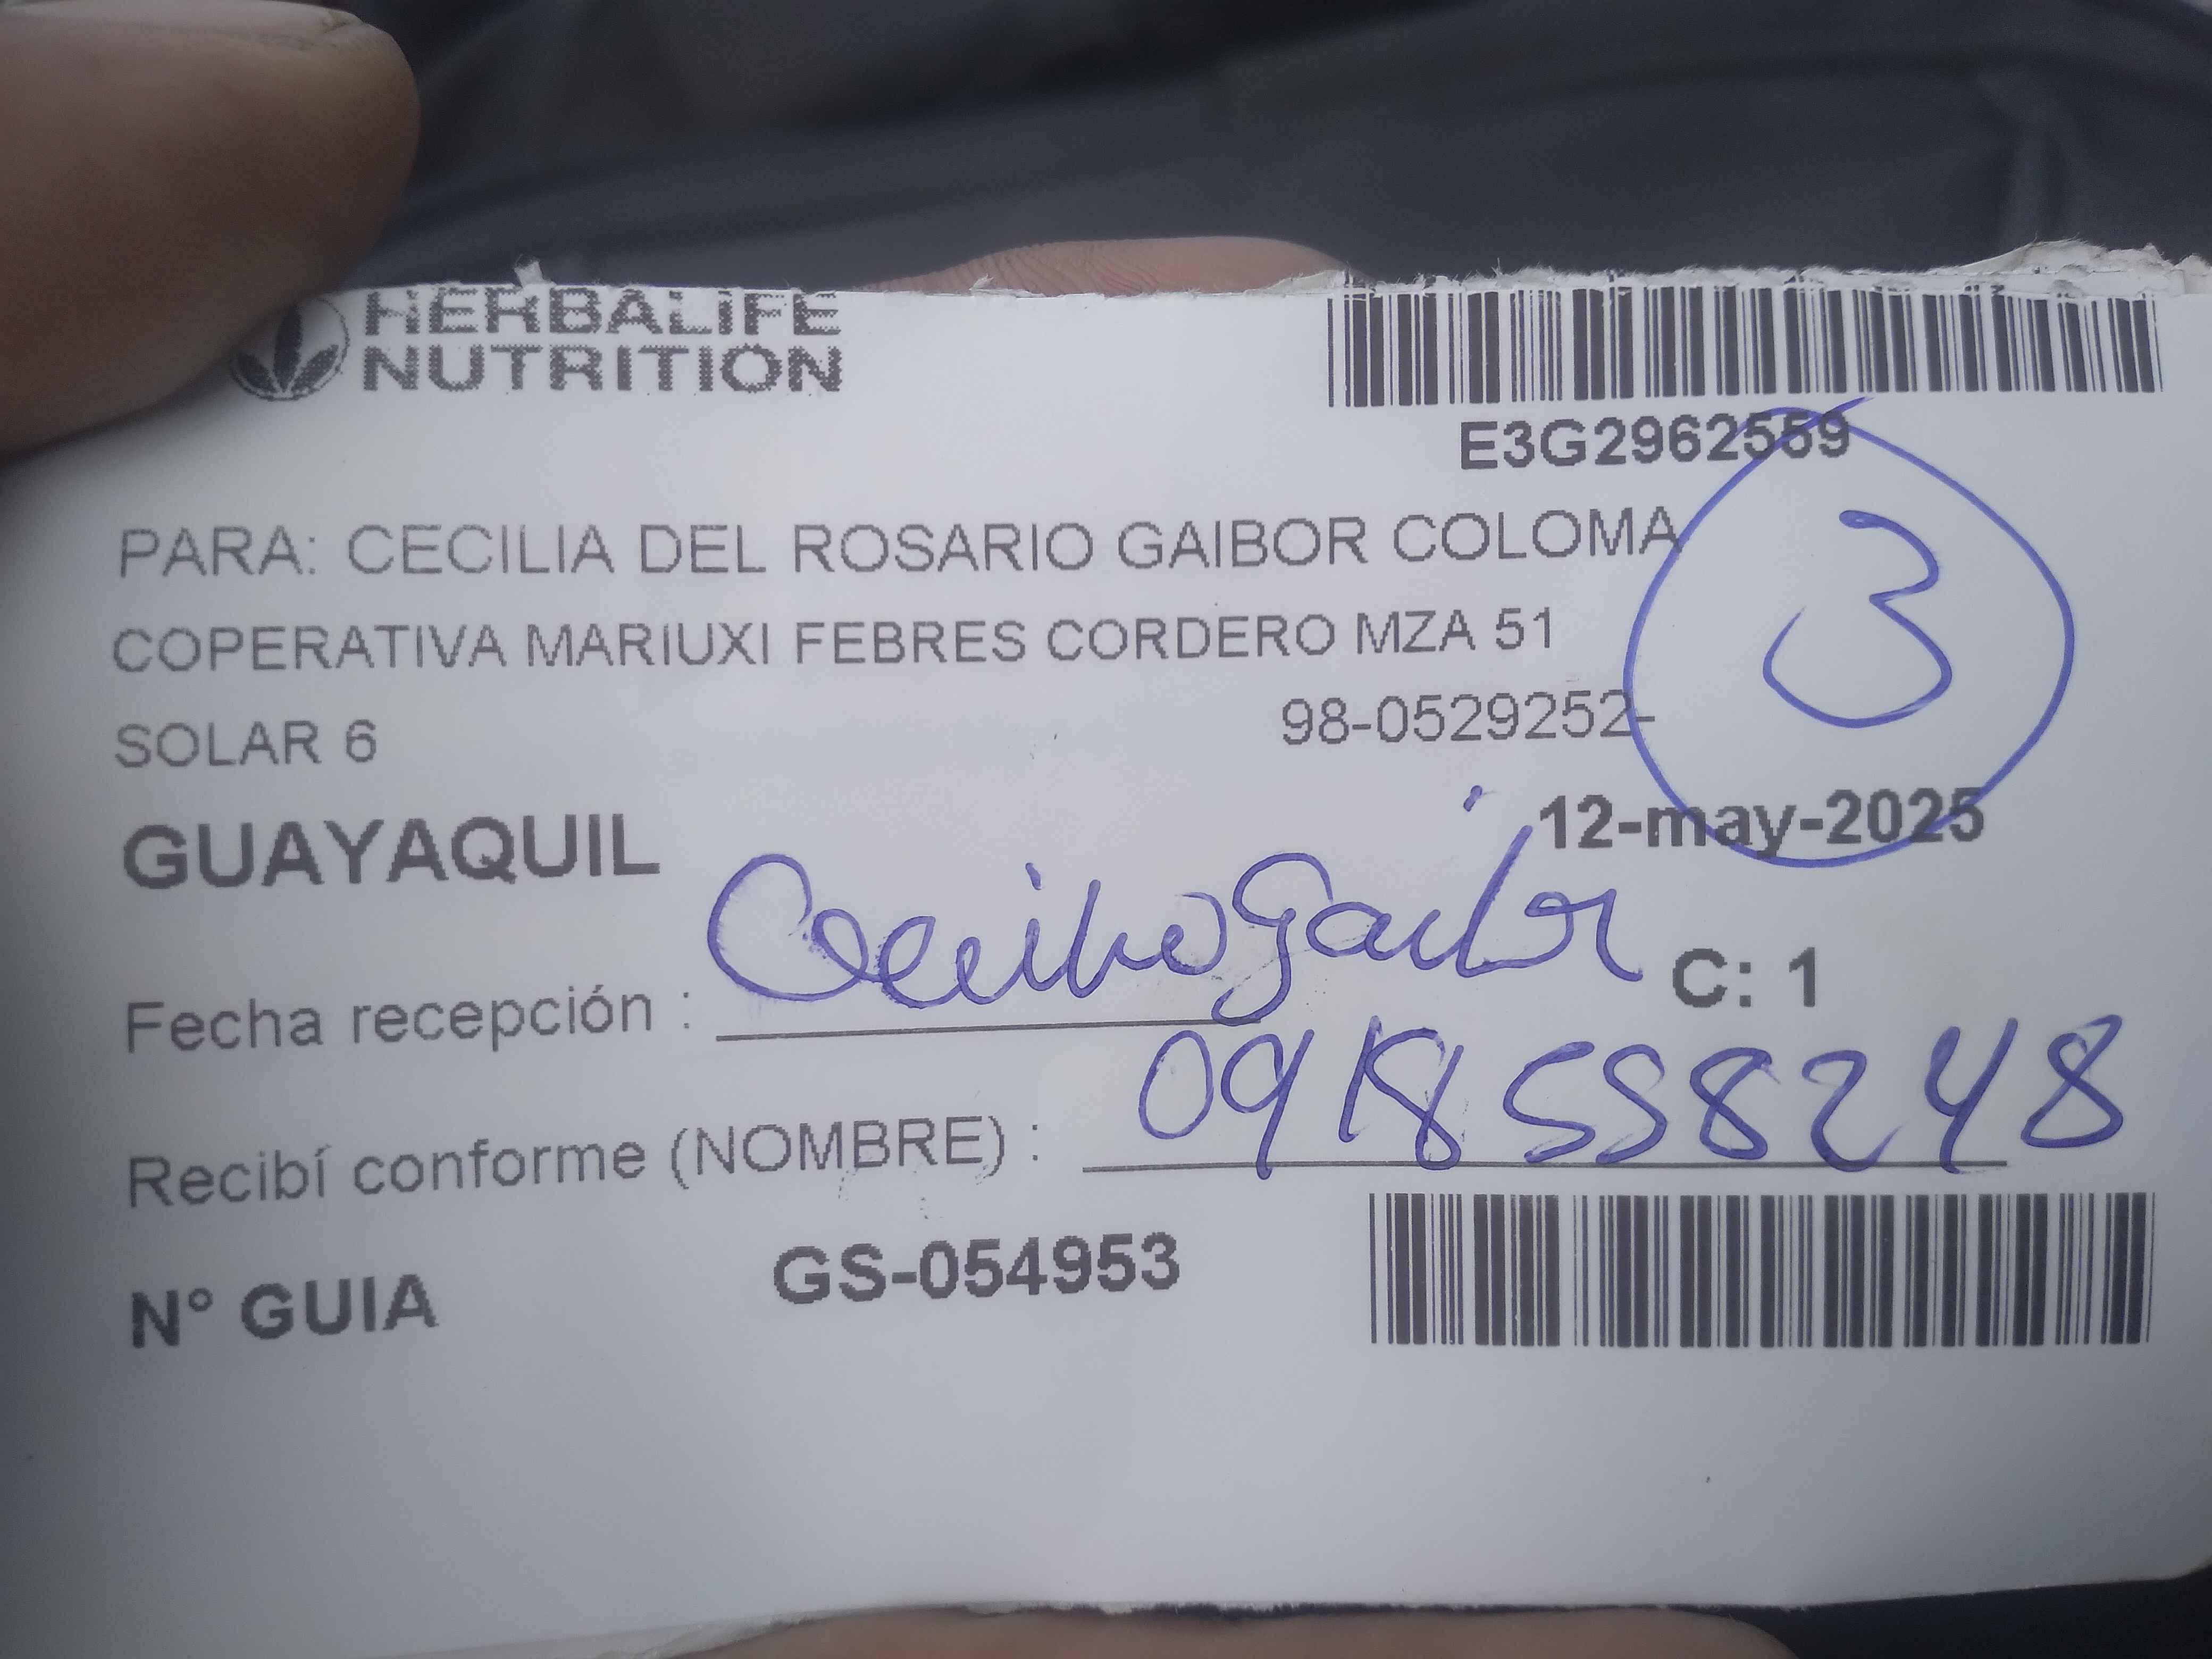 HERBALIFE
NUTRITION
E3G2962559
PARA: CECILIA DEL ROSARIO GAIBOR COLOMA
3
COPERATIVA MARIUXI FEBRES CORDERO MZA 51
SOLAR 6
98-0529252-
GUAYAQUIL
12-may-2025
Cecilia Gaibor
C: 1
Fecha recepción :
0918558248
Recibí conforme (NOMBRE) :
N° GUIA GS-054953